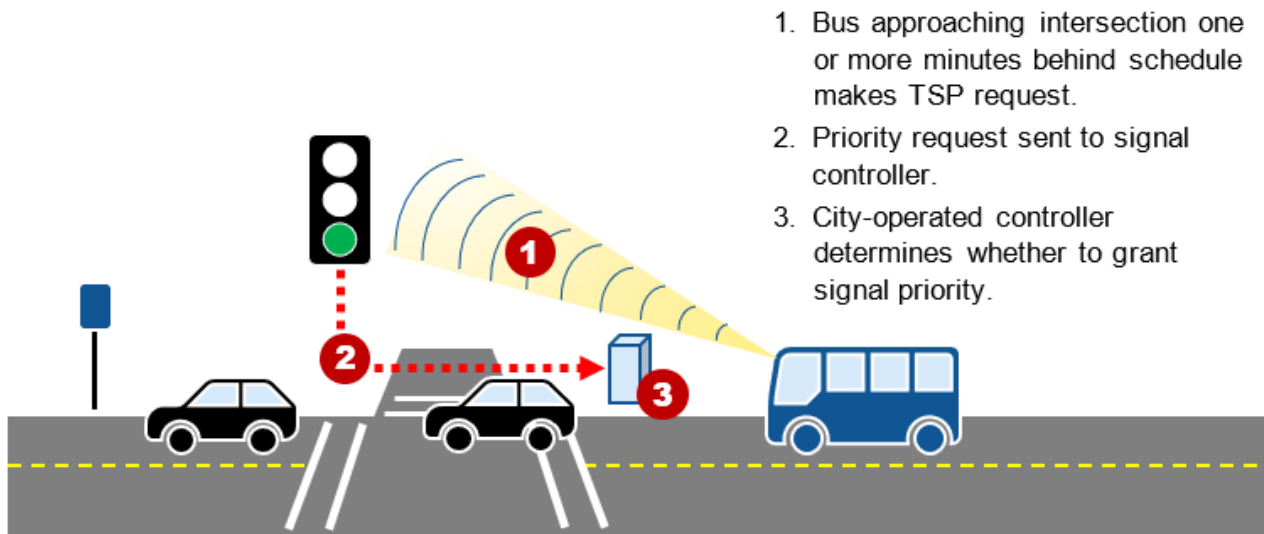 1. Bus approaching intersection one
or more minutes behind schedule
makes TSP request.
2. Priority request sent to signal
controller.
3. City-operated controller
determines whether to grant
signal priority.
1
2
3